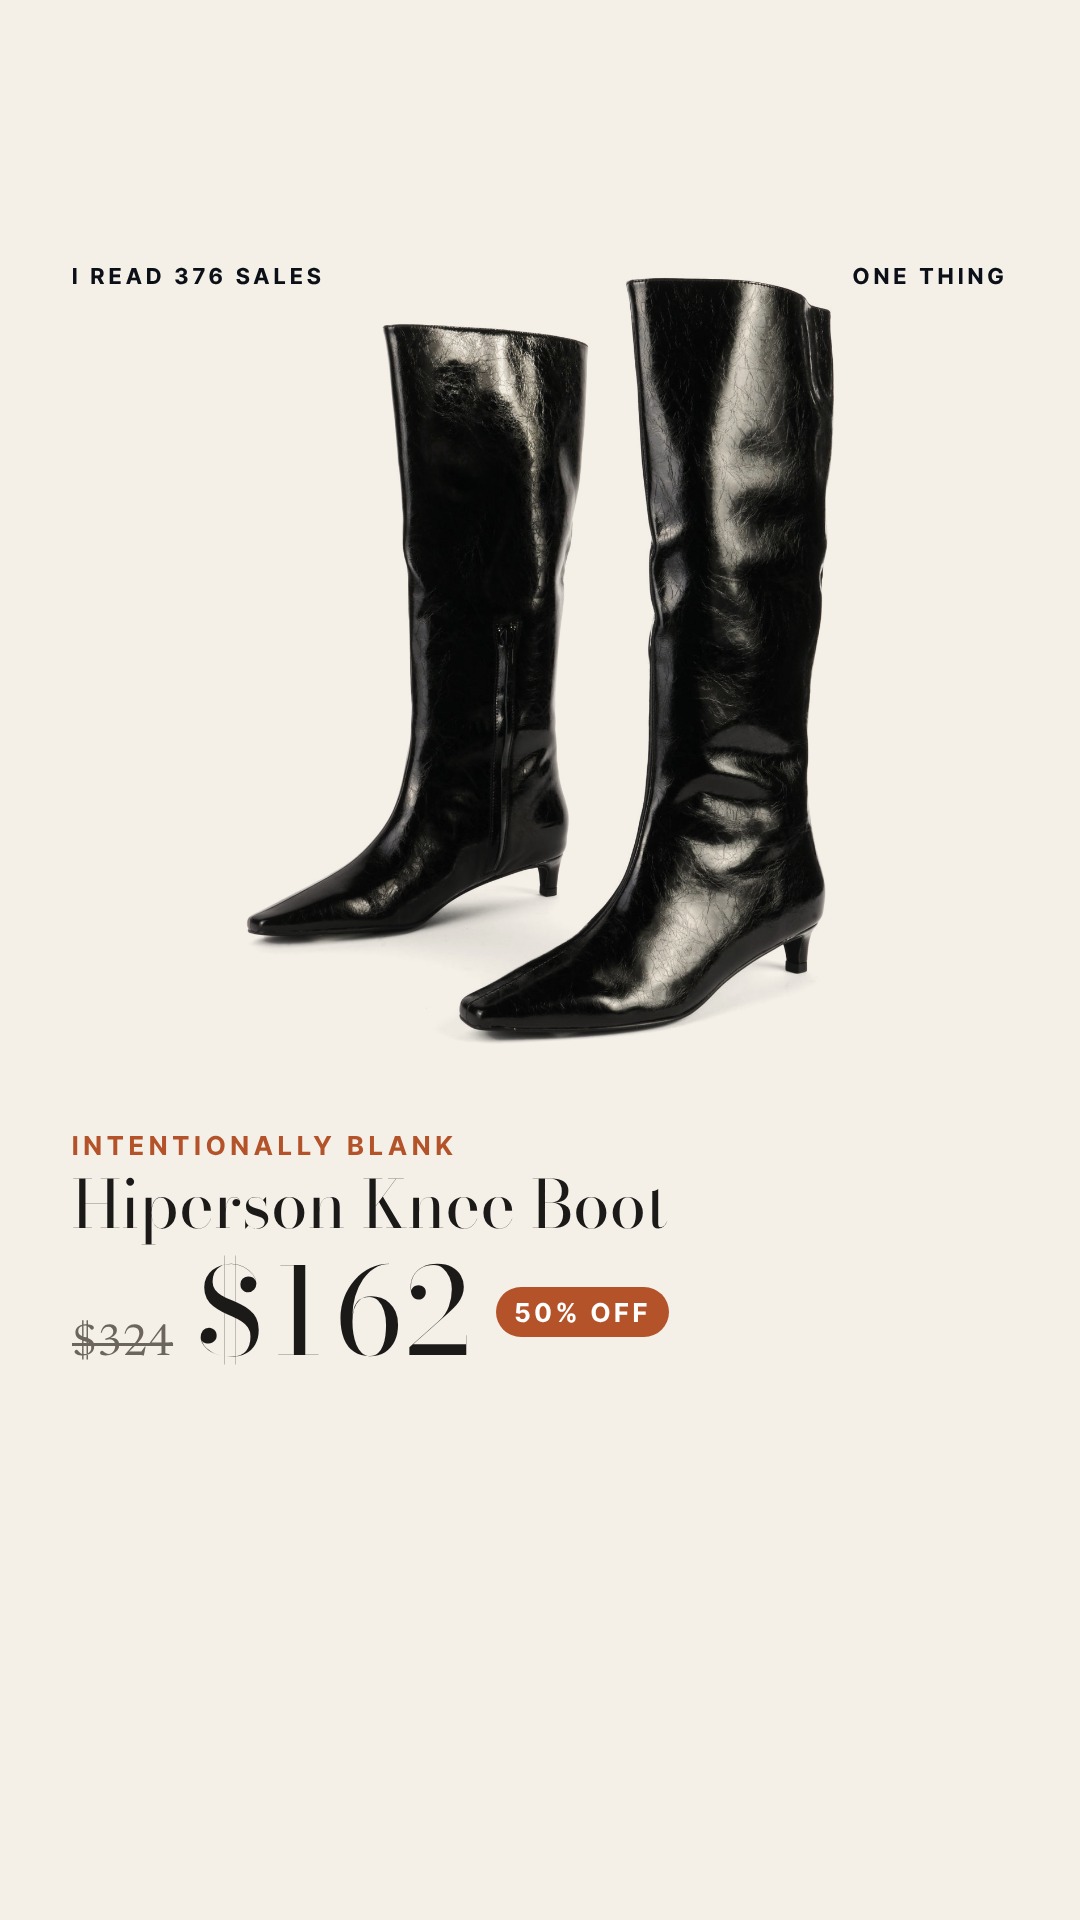 I READ 376 SALES
ONE THING
INTENTIONALLY BLANK
Hiperson Knee Boot
$324 $162 50% OFF